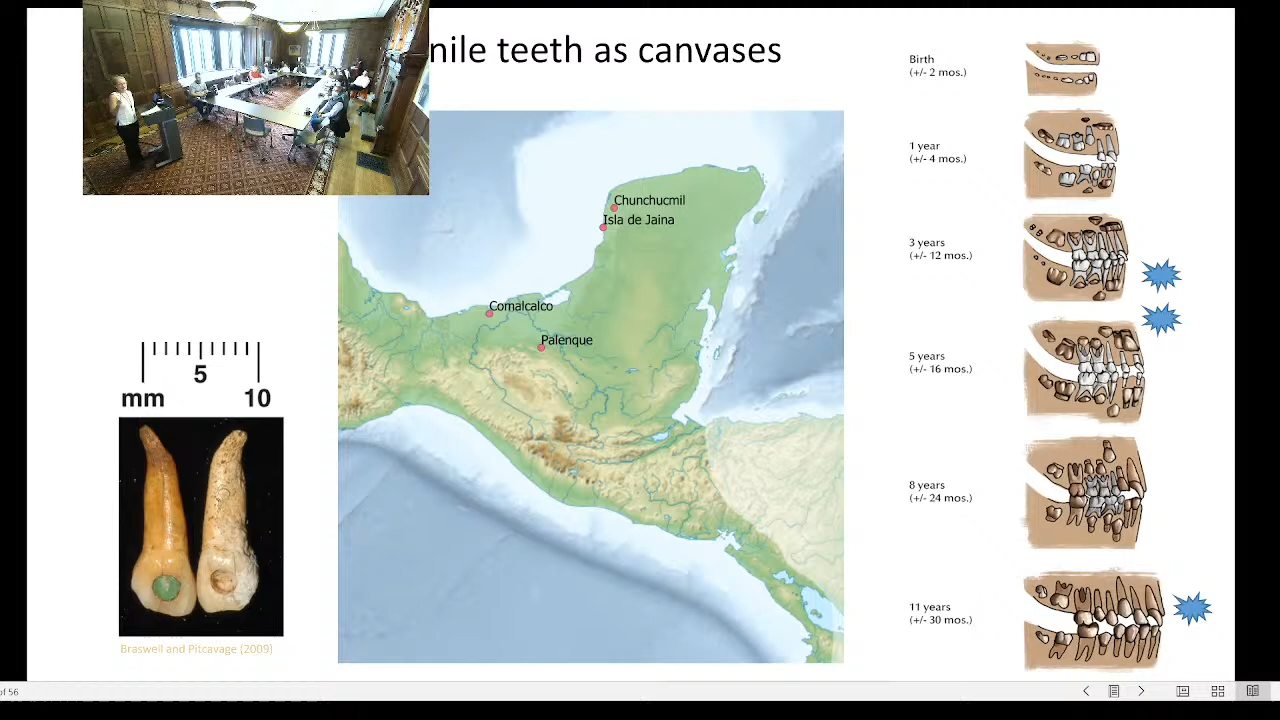 nile teeth as canvases
Chunchucmil
Isla de Jaina
Comalcalco
Palenque
5
mm 10
Braswell and Pitcavage (2009)
Birth
(+/- 2 mos.)
1 year
(+/- 4 mos.)
3 years
(+/- 12 mos.)
5 years
(+/- 16 mos.)
8 years
(+/- 24 mos.)
11 years
(+/- 30 mos.)
of 56